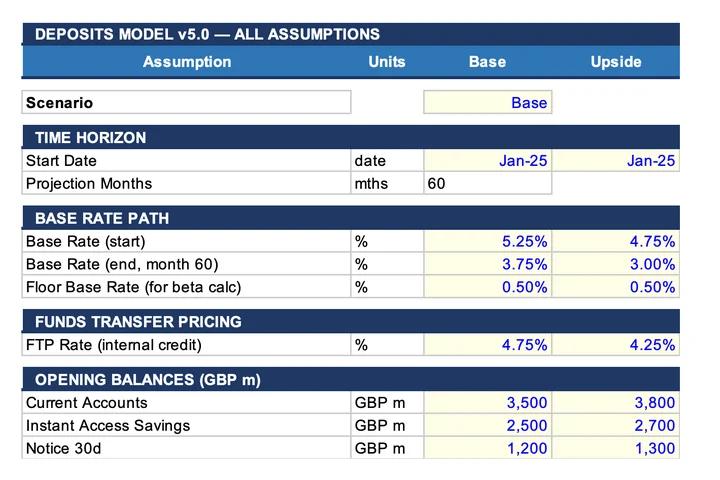 DEPOSITS MODEL v5.0 — ALL ASSUMPTIONS
Assumption Units Base Upside
Scenario Base
TIME HORIZON
Start Date date Jan-25 Jan-25
Projection Months mths 60
BASE RATE PATH
Base Rate (start) % 5.25% 4.75%
Base Rate (end, month 60) % 3.75% 3.00%
Floor Base Rate (for beta calc) % 0.50% 0.50%
FUNDS TRANSFER PRICING
FTP Rate (internal credit) % 4.75% 4.25%
OPENING BALANCES (GBP m)
Current Accounts GBP m 3,500 3,800
Instant Access Savings GBP m 2,500 2,700
Notice 30d GBP m 1,200 1,300